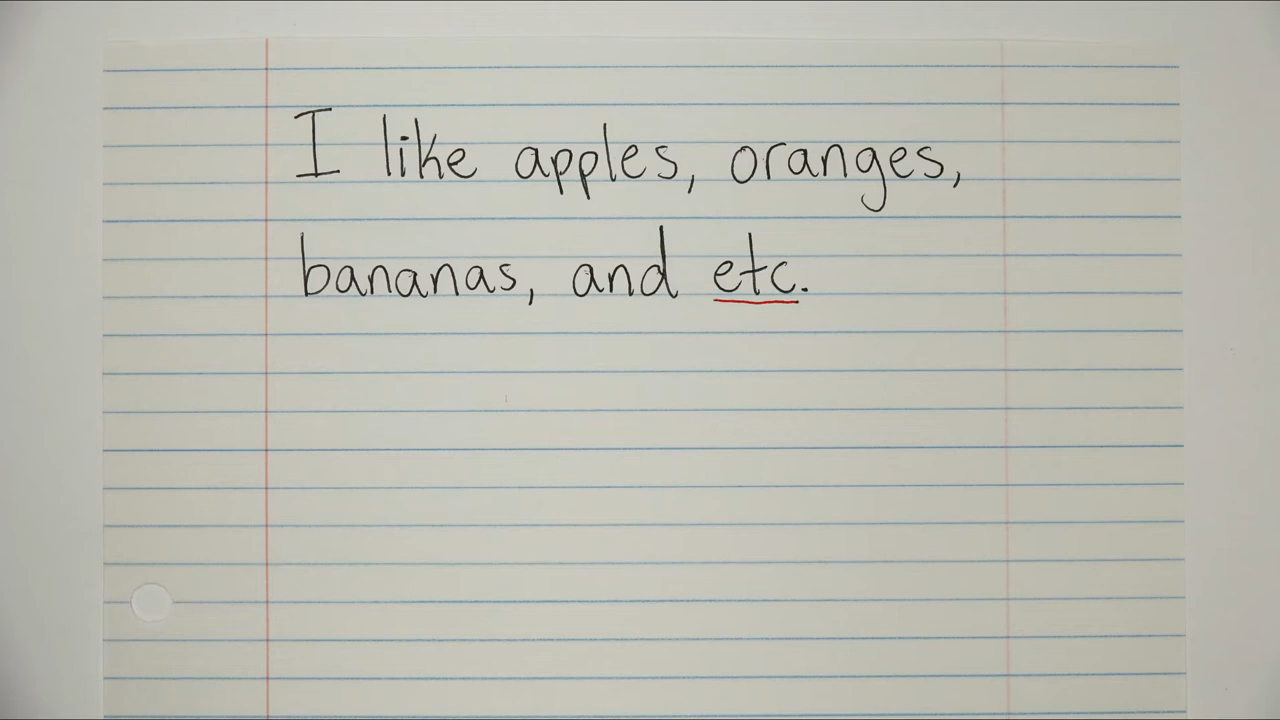 I like apples, oranges,
bananas, and etc.